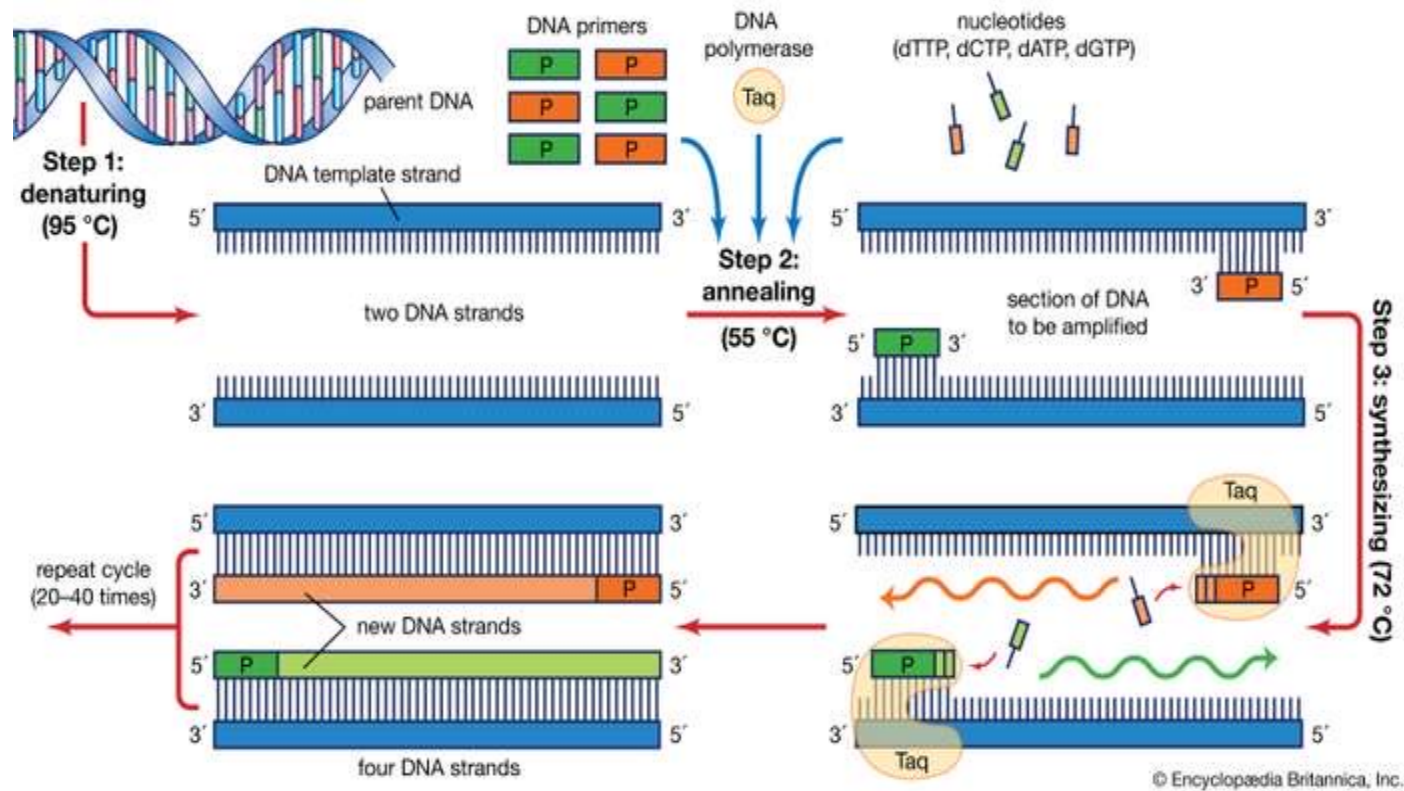 parent DNA
DNA primers
P
P
P
P
P
P
DNA
polymerase
Taq
nucleotides
(dTTP, dCTP, dATP, dGTP)
Step 1:
denaturing
(95 °C)
DNA template strand
5´
3´
two DNA strands
3´
5´
Step 2:
annealing
(55 °C)
5´
3´
3´
P
5´
section of DNA
to be amplified
5´
P
3´
3´
5´
Step 3: synthesizing (72 °C)
Taq
5´
3´
P
5´
5´
P
3´
5´
Taq
5´
3´
3´
P
5´
new DNA strands
5´
P
3´
3´
5´
four DNA strands
repeat cycle
(20–40 times)
© Encyclopædia Britannica, Inc.